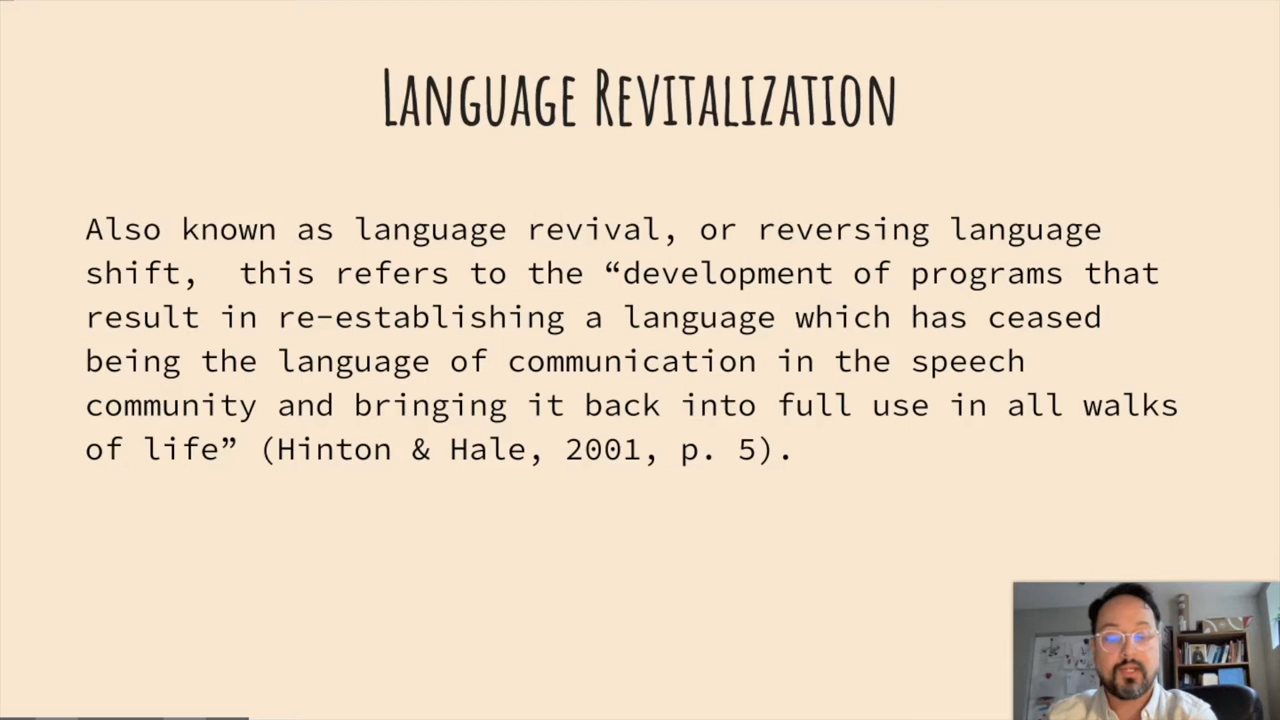 Language Revitalization
Also known as language revival, or reversing language
shift,  this refers to the “development of programs that
result in re-establishing a language which has ceased
being the language of communication in the speech
community and bringing it back into full use in all walks
of life” (Hinton & Hale, 2001, p. 5).